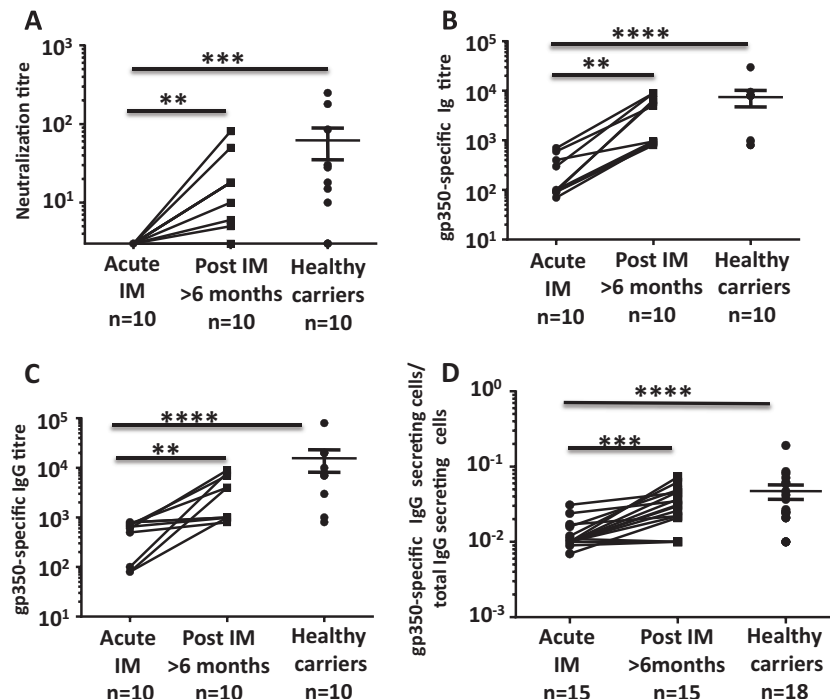 A
Neutralization titre
10³
10²
10¹
***
**
Acute IM n=10
Post IM >6 months n=10
Healthy carriers n=10
B
gp350-specific Ig titre
10⁵
10⁴
10³
10²
10¹
****
**
Acute IM n=10
Post IM >6 months n=10
Healthy carriers n=10
C
gp350-specific IgG titre
10⁵
10⁴
10³
10²
10¹
****
**
Acute IM n=10
Post IM >6 months n=10
Healthy carriers n=10
D
gp350-specific IgG secreting cells/
total IgG secreting cells
10⁰
10⁻¹
10⁻²
10⁻³
****
***
Acute IM n=15
Post IM >6months n=15
Healthy carriers n=18